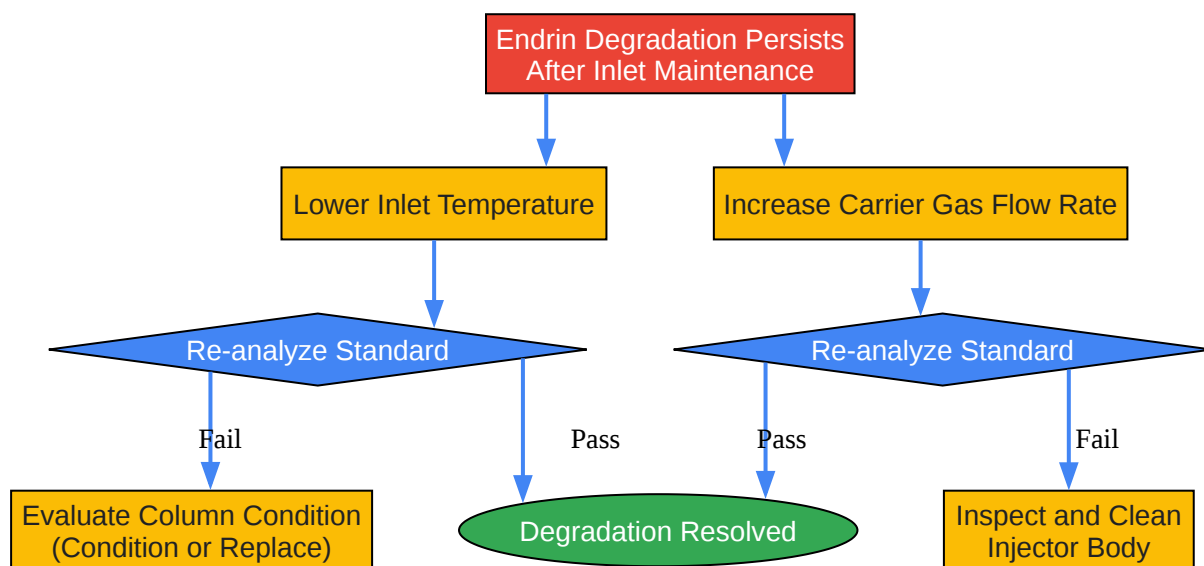 Endrin Degradation Persists
After Inlet Maintenance
Lower Inlet Temperature
Increase Carrier Gas Flow Rate
Re-analyze Standard
Re-analyze Standard
Fail
Pass
Pass
Fail
Evaluate Column Condition
(Condition or Replace)
Degradation Resolved
Inspect and Clean
Injector Body